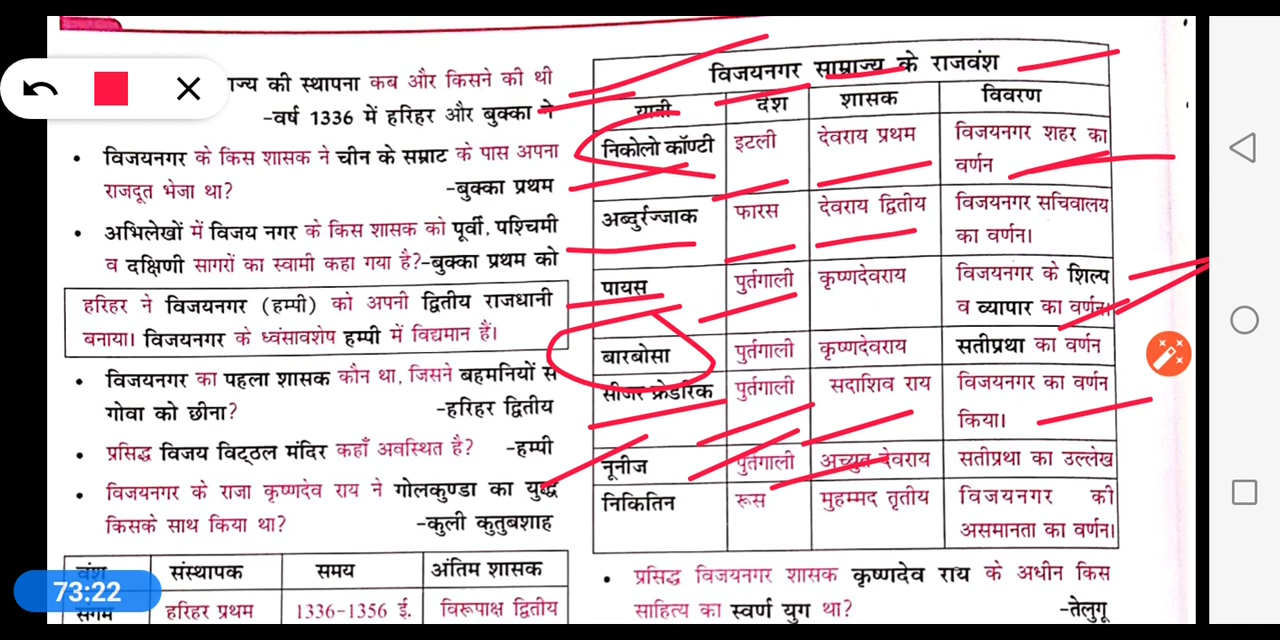 ाज्य की स्थापना कब और किसने की थी
-वर्ष 1336 में हरिहर और बुक्का ने
• विजयनगर के किस शासक ने चीन के सम्राट के पास अपना
राजदूत भेजा था? -बुक्का प्रथम
• अभिलेखों में विजय नगर के किस शासक को पूर्वी, पश्चिमी
व दक्षिणी सागरों का स्वामी कहा गया है?-बुक्का प्रथम को
हरिहर ने विजयनगर (हम्पी) को अपनी द्वितीय राजधानी
बनाया। विजयनगर के ध्वंसावशेष हम्पी में विद्यमान हैं।
• विजयनगर का पहला शासक कौन था, जिसने बहमनियों से
गोवा को छीना? -हरिहर द्वितीय
• प्रसिद्ध विजय विट्ठल मंदिर कहाँ अवस्थित है? -हम्पी
• विजयनगर के राजा कृष्णदेव राय ने गोलकुण्डा का युद्ध
किसके साथ किया था? -कुली कुतुबशाह
वंश संस्थापक समय अंतिम शासक
संगम हरिहर प्रथम 1336-1356 ई. विरूपाक्ष द्वितीय
73:22
विजयनगर साम्राज्य के राजवंश
यात्री देश शासक विवरण
निकोलो कॉण्टी इटली देवराय प्रथम विजयनगर शहर का
वर्णन
अब्दुर्रज्जाक फारस देवराय द्वितीय विजयनगर सचिवालय
का वर्णन।
पायस पुर्तगाली कृष्णदेवराय विजयनगर के शिल्प
व व्यापार का वर्णन।
बारबोसा पुर्तगाली कृष्णदेवराय सतीप्रथा का वर्णन
सीजर फ्रेडरिक पुर्तगाली सदाशिव राय विजयनगर का वर्णन
किया।
नूनीज पुर्तगाली अच्युत देवराय सतीप्रथा का उल्लेख
निकितिन रूस मुहम्मद तृतीय विजयनगर की
असमानता का वर्णन।
• प्रसिद्ध विजयनगर शासक कृष्णदेव राय के अधीन किस
साहित्य का स्वर्ण युग था? -तेलुगू